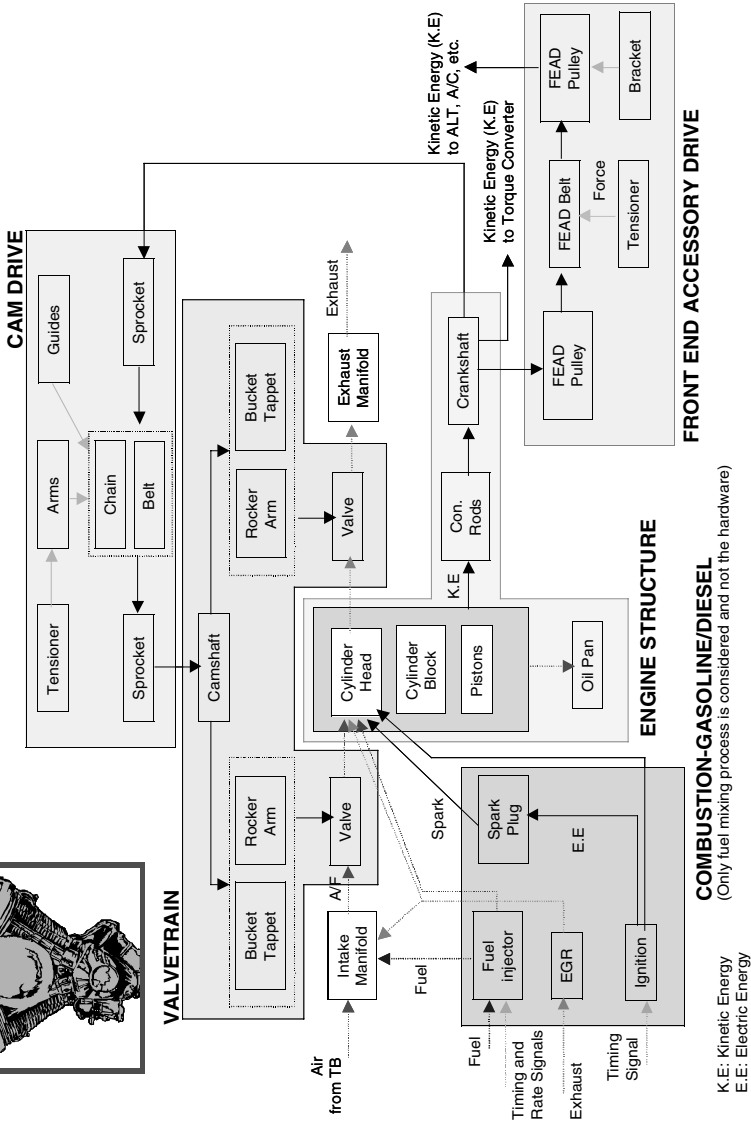 CAM DRIVE
Tensioner
Arms
Guides
Sprocket
Chain
Belt
Sprocket
VALVETRAIN
Camshaft
Bucket
Tappet
Rocker
Arm
Rocker
Arm
Bucket
Tappet
Air
from TB
Intake
Manifold
A/F
Valve
Valve
Exhaust
Manifold
Exhaust
Cylinder
Head
Cylinder
Block
Pistons
Oil Pan
K.E
Con.
Rods
Crankshaft
ENGINE STRUCTURE
Kinetic Energy (K.E)
to ALT, A/C, etc.
Kinetic Energy (K.E)
to Torque Converter
FEAD
Pulley
FEAD Belt
FEAD
Pulley
Force
Tensioner
Bracket
FRONT END ACCESSORY DRIVE
Fuel
Spark
Fuel
Timing and
Rate Signals
Exhaust
Timing
Signal
Fuel
injector
EGR
Ignition
Spark
Plug
E.E
COMBUSTION-GASOLINE/DIESEL
(Only fuel mixing process is considered and not the hardware)
K.E: Kinetic Energy
E.E: Electric Energy